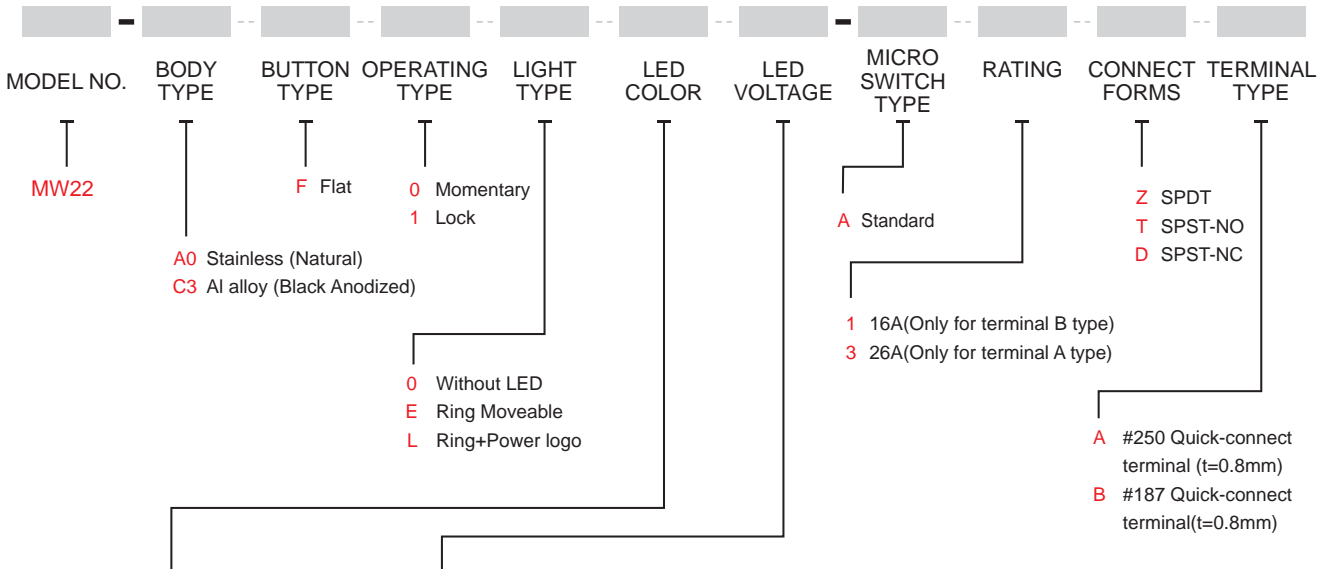 MODEL NO.
BODY
TYPE
BUTTON
TYPE
OPERATING
TYPE
LIGHT
TYPE
LED
COLOR
LED
VOLTAGE
MICRO
SWITCH
TYPE
RATING
CONNECT
FORMS
TERMINAL
TYPE
MW22
F Flat
0 Momentary
1 Lock
A0 Stainless (Natural)
C3 Al alloy (Black Anodized)
0 Without LED
E Ring Moveable
L Ring+Power logo
A Standard
1 16A(Only for terminal B type)
3 26A(Only for terminal A type)
Z SPDT
T SPST-NO
D SPST-NC
A #250 Quick-connect
terminal (t=0.8mm)
B #187 Quick-connect
terminal(t=0.8mm)